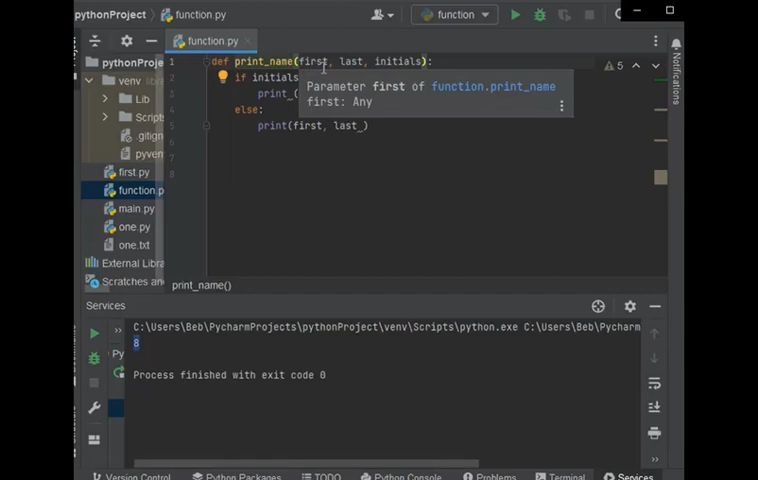 pythonProject > function.py
function
pythonProject
function.py
venv
Lib
Scripts
.gitign
pyven
first.py
function.p
main.py
one.py
one.txt
External Libra
Scratches and
1 def print_name(first, last, initials):
2 if initials
3 print_(
4 else:
5 print(first, last_)
6
7
8
Parameter first of function.print_name
first: Any
5
Notifications
print_name()
Services
Py
C:\Users\Beb\PycharmProjects\pythonProject\venv\Scripts\python.exe C:\Users\Beb\Pycharm
8
Process finished with exit code 0
Version Control
Python Packages
TODO
Python Console
Problems
Terminal
Services